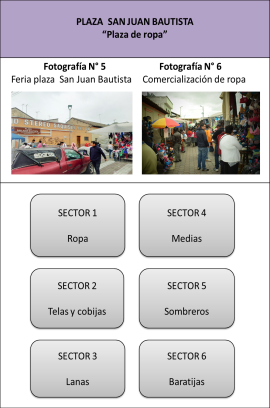 PLAZA SAN JUAN BAUTISTA
“Plaza de ropa”
Fotografía N° 5
Feria plaza San Juan Bautista
Fotografía N° 6
Comercialización de ropa
SECTOR 1
Ropa
SECTOR 4
Medias
SECTOR 2
Telas y cobijas
SECTOR 5
Sombreros
SECTOR 3
Lanas
SECTOR 6
Baratijas